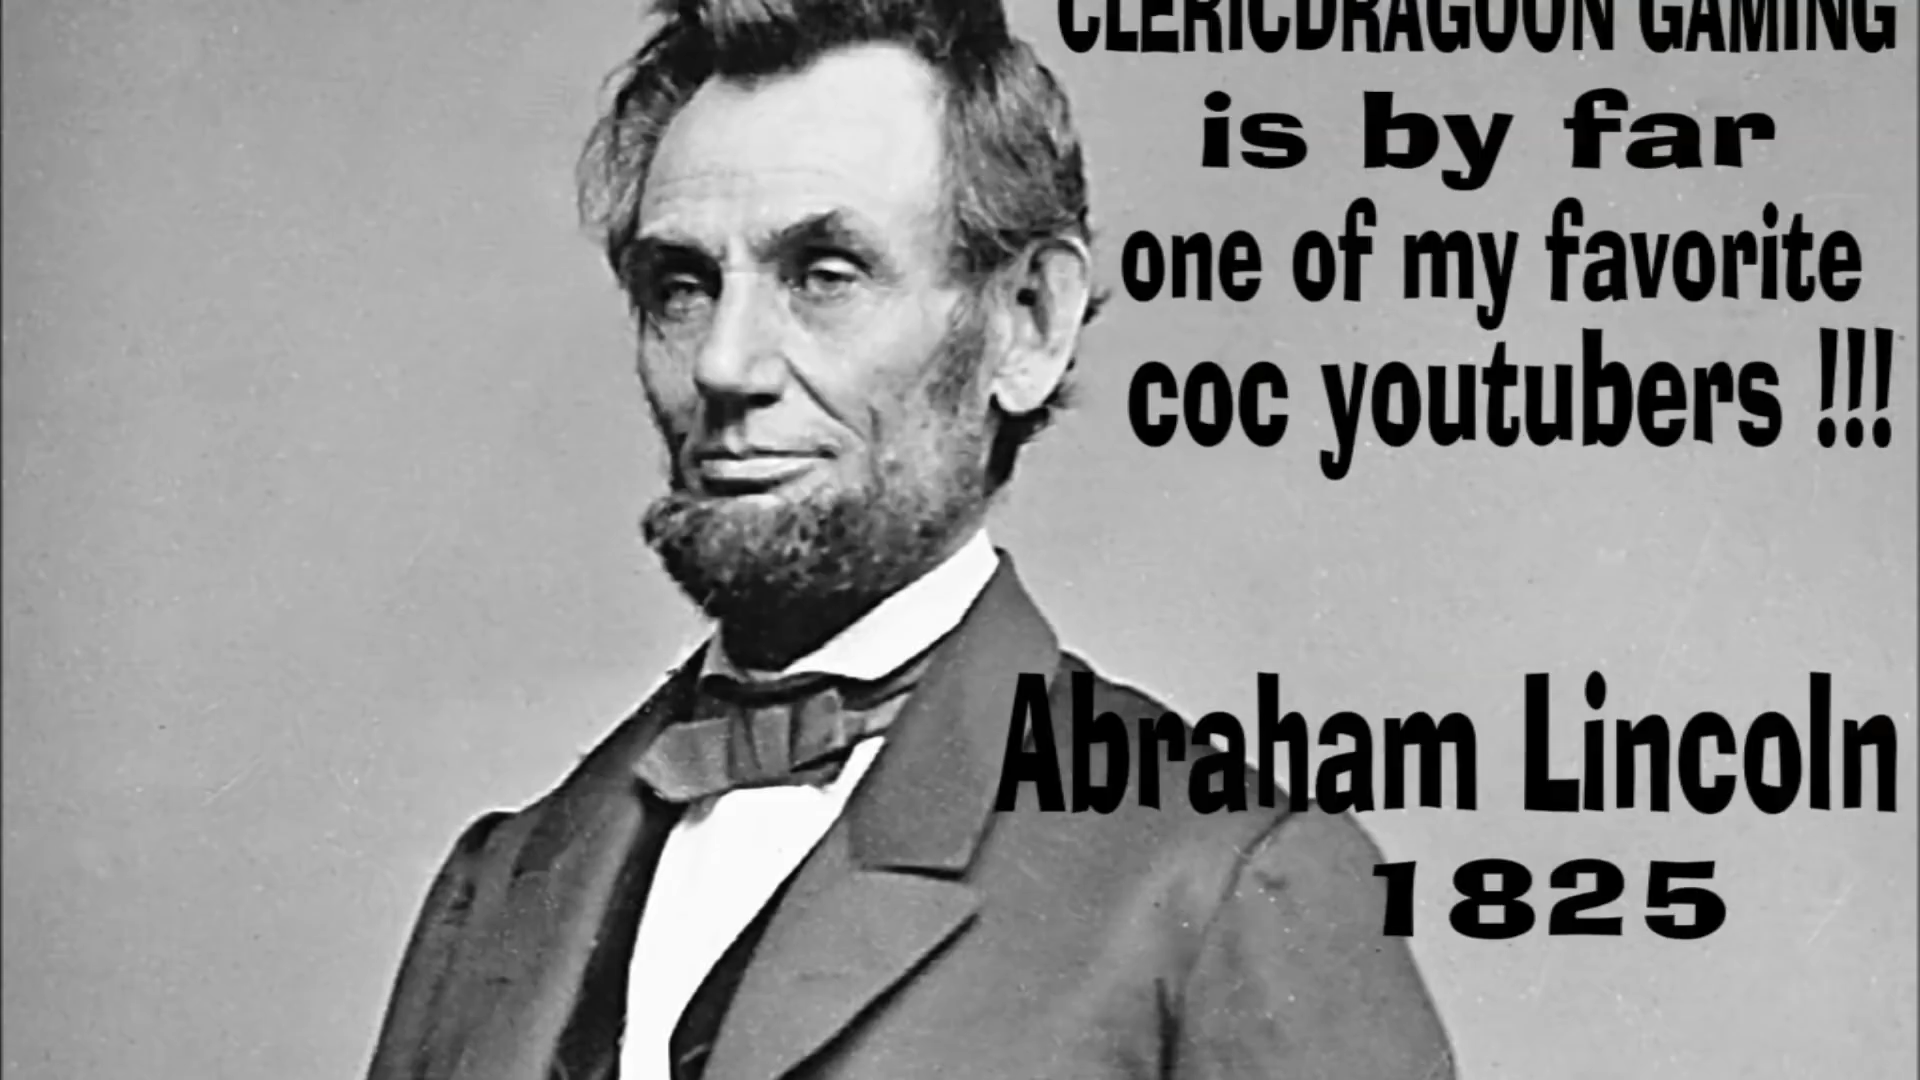 CLERICDRAGOON GAMING
is by far
one of my favorite
coc youtubers !!!
Abraham Lincoln
1825